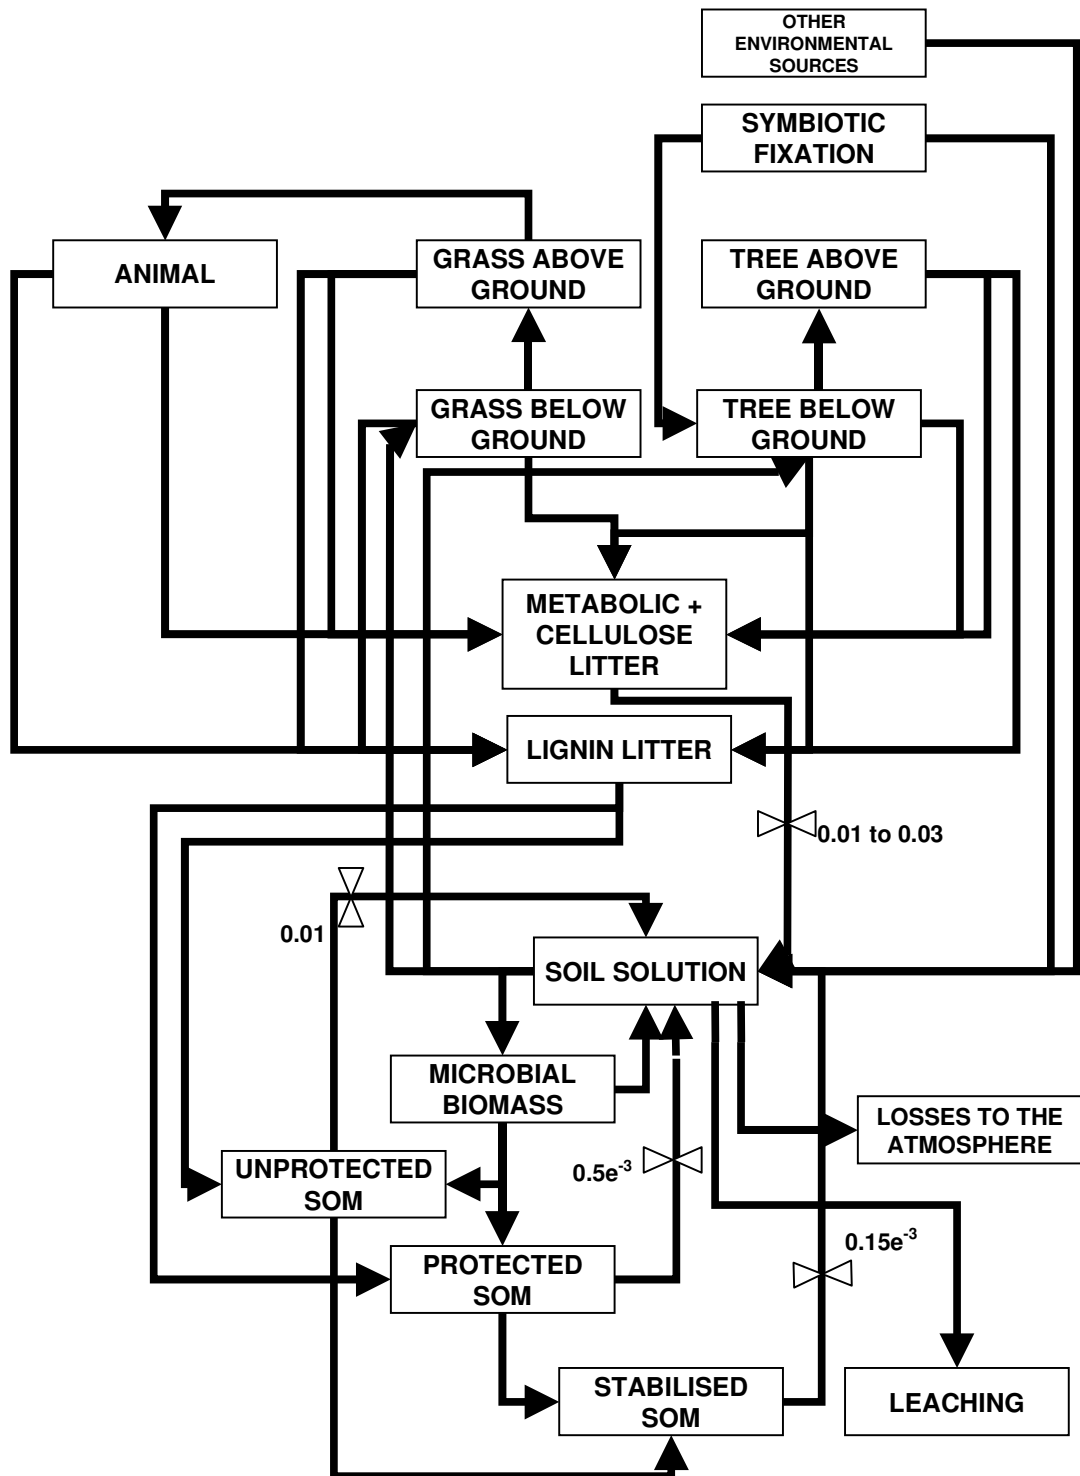 OTHER
ENVIRONMENTAL
SOURCES
SYMBIOTIC
FIXATION
ANIMAL
GRASS ABOVE
GROUND
TREE ABOVE
GROUND
GRASS BELOW
GROUND
TREE BELOW
GROUND
METABOLIC +
CELLULOSE
LITTER
LIGNIN LITTER
0.01 to 0.03
0.01
SOIL SOLUTION
MICROBIAL
BIOMASS
LOSSES TO THE
ATMOSPHERE
0.5e⁻³
UNPROTECTED
SOM
0.15e⁻³
PROTECTED
SOM
STABILISED
SOM
LEACHING